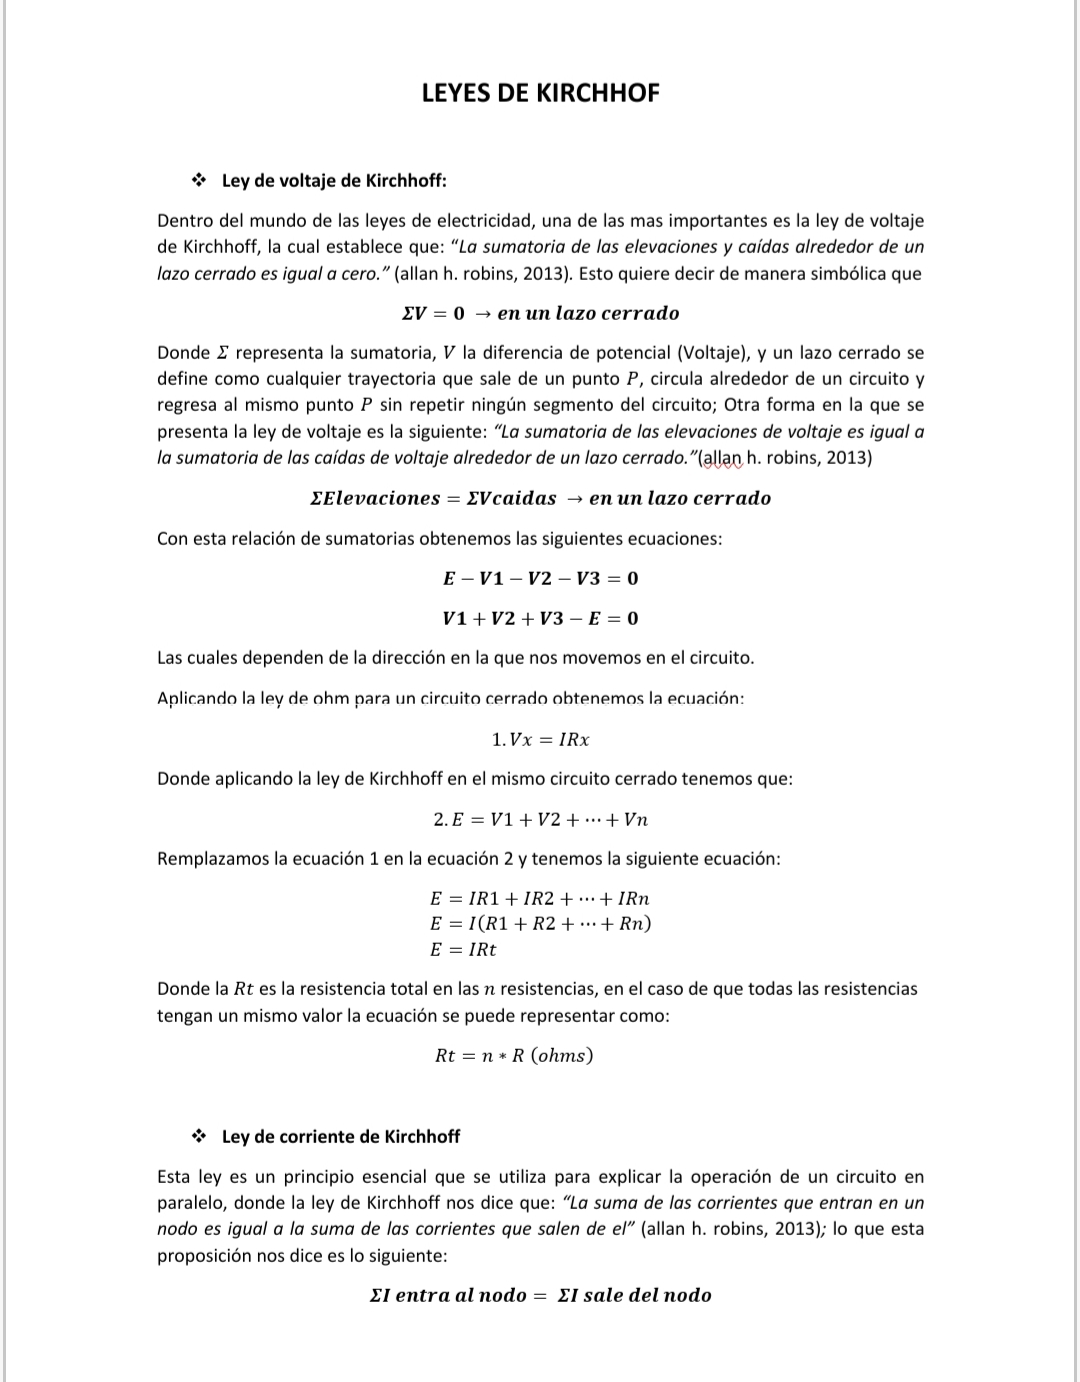 LEYES DE KIRCHHOF
❖ Ley de voltaje de Kirchhoff:
Dentro del mundo de las leyes de electricidad, una de las mas importantes es la ley de voltaje
de Kirchhoff, la cual establece que: “La sumatoria de las elevaciones y caídas alrededor de un
lazo cerrado es igual a cero.” (allan h. robins, 2013). Esto quiere decir de manera simbólica que
ΣV = 0 → en un lazo cerrado
Donde Σ representa la sumatoria, V la diferencia de potencial (Voltaje), y un lazo cerrado se
define como cualquier trayectoria que sale de un punto P, circula alrededor de un circuito y
regresa al mismo punto P sin repetir ningún segmento del circuito; Otra forma en la que se
presenta la ley de voltaje es la siguiente: “La sumatoria de las elevaciones de voltaje es igual a
la sumatoria de las caídas de voltaje alrededor de un lazo cerrado.”(allan h. robins, 2013)
ΣElevaciones = ΣVcaidas → en un lazo cerrado
Con esta relación de sumatorias obtenemos las siguientes ecuaciones:
E − V1 − V2 − V3 = 0
V1 + V2 + V3 − E = 0
Las cuales dependen de la dirección en la que nos movemos en el circuito.
Aplicando la ley de ohm para un circuito cerrado obtenemos la ecuación:
1. Vx = IRx
Donde aplicando la ley de Kirchhoff en el mismo circuito cerrado tenemos que:
2. E = V1 + V2 + ⋯ + Vn
Remplazamos la ecuación 1 en la ecuación 2 y tenemos la siguiente ecuación:
E = IR1 + IR2 + ⋯ + IRn
E = I(R1 + R2 + ⋯ + Rn)
E = IRt
Donde la Rt es la resistencia total en las n resistencias, en el caso de que todas las resistencias
tengan un mismo valor la ecuación se puede representar como:
Rt = n ∗ R (ohms)
❖ Ley de corriente de Kirchhoff
Esta ley es un principio esencial que se utiliza para explicar la operación de un circuito en
paralelo, donde la ley de Kirchhoff nos dice que: “La suma de las corrientes que entran en un
nodo es igual a la suma de las corrientes que salen de el” (allan h. robins, 2013); lo que esta
proposición nos dice es lo siguiente:
ΣI entra al nodo = ΣI sale del nodo